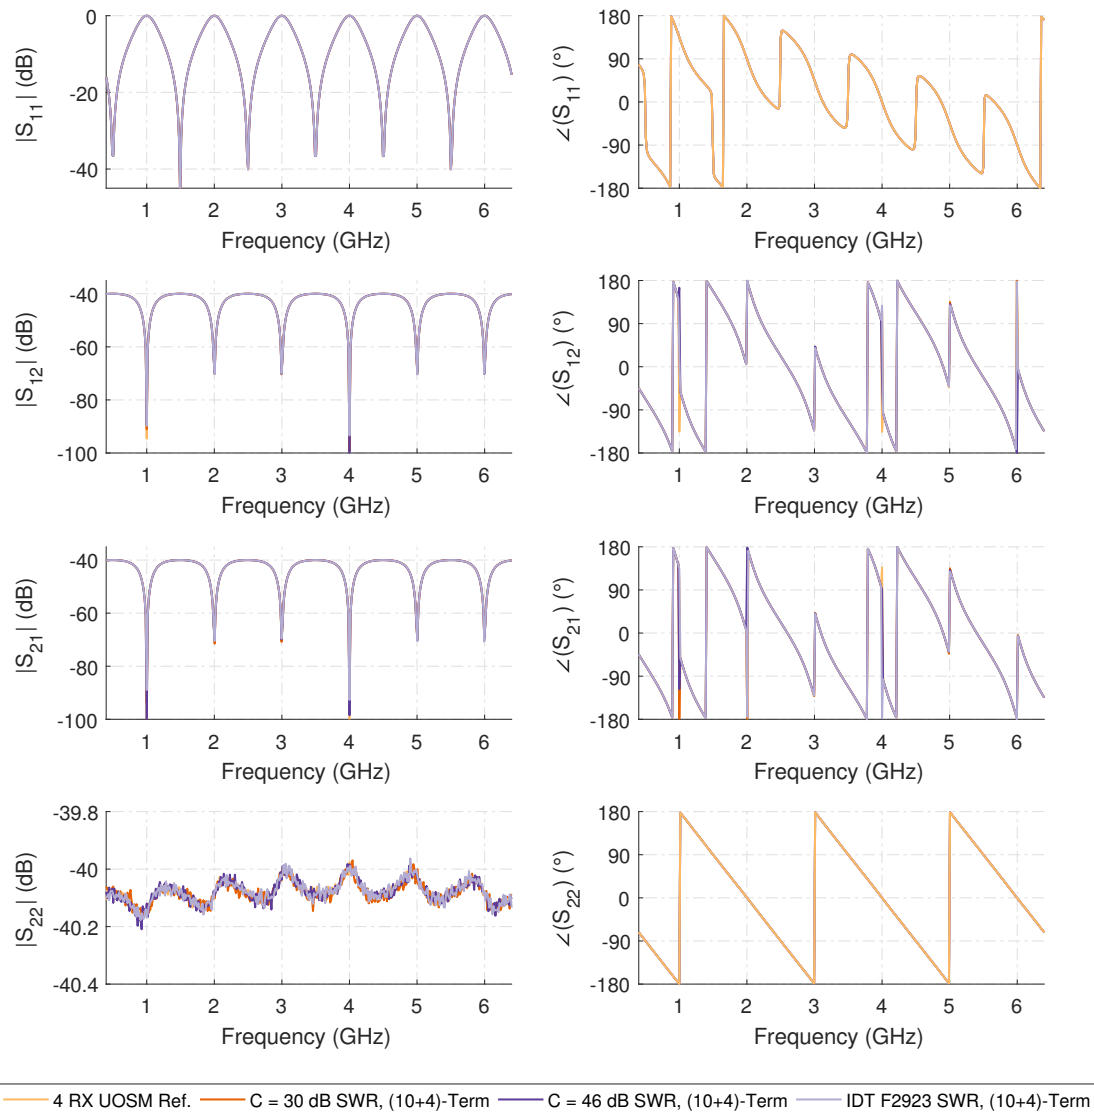 0
-20
-40
|S11| (dB)
1 2 3 4 5 6
Frequency (GHz)
180
90
0
-90
-180
∠(S11) (°)
1 2 3 4 5 6
Frequency (GHz)
-40
-60
-80
-100
|S12| (dB)
1 2 3 4 5 6
Frequency (GHz)
180
90
0
-90
-180
∠(S12) (°)
1 2 3 4 5 6
Frequency (GHz)
-40
-60
-80
-100
|S21| (dB)
1 2 3 4 5 6
Frequency (GHz)
180
90
0
-90
-180
∠(S21) (°)
1 2 3 4 5 6
Frequency (GHz)
-39.8
-40
-40.2
-40.4
|S22| (dB)
1 2 3 4 5 6
Frequency (GHz)
180
90
0
-90
-180
∠(S22) (°)
1 2 3 4 5 6
Frequency (GHz)
4 RX UOSM Ref. C = 30 dB SWR, (10+4)-Term C = 46 dB SWR, (10+4)-Term IDT F2923 SWR, (10+4)-Term